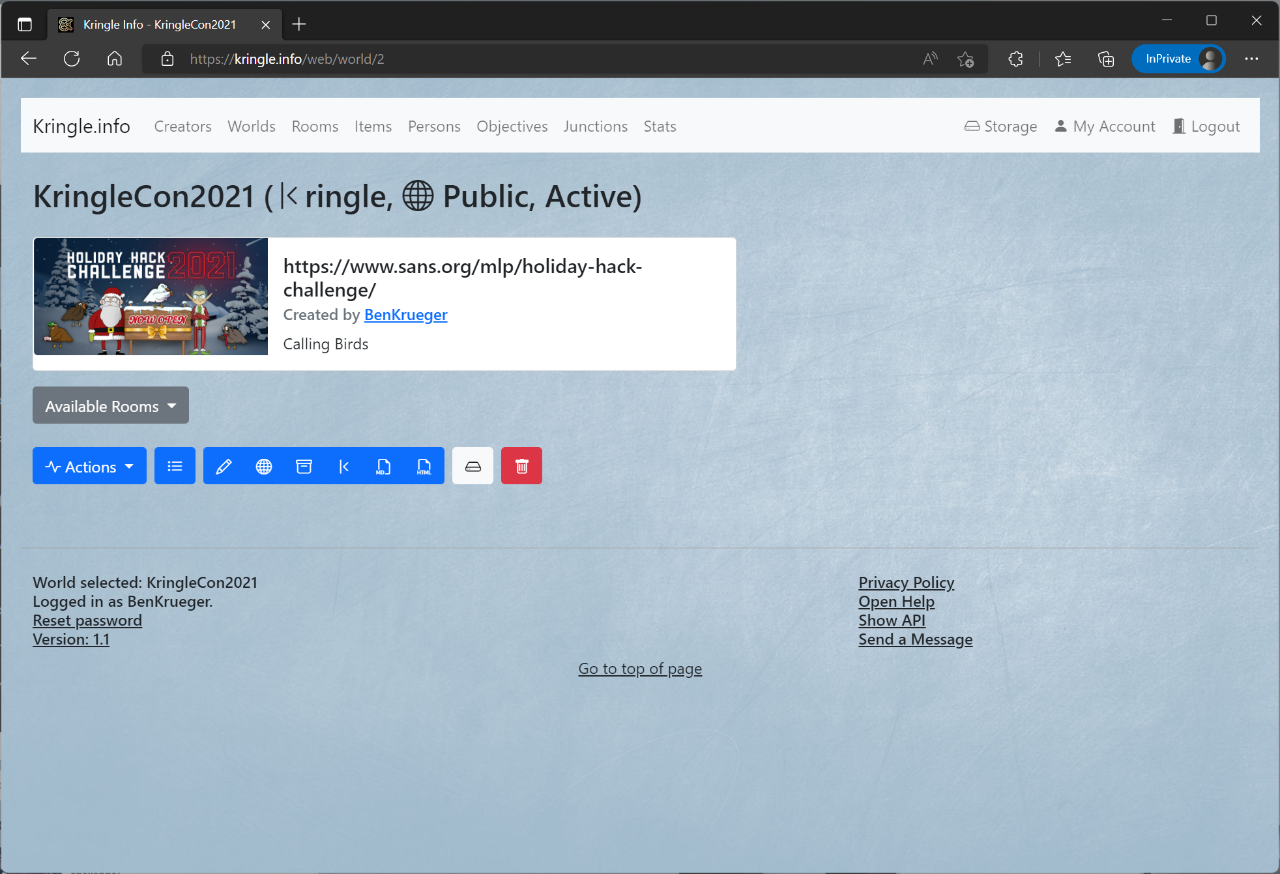 Kringle Info - KringleCon2021
https://kringle.info/web/world/2
InPrivate
Kringle.info Creators Worlds Rooms Items Persons Objectives Junctions Stats Storage My Account Logout
KringleCon2021 ( ringle, Public, Active)
HOLIDAY HACK
CHALLENGE 2021
NOW OPEN
https://www.sans.org/mlp/holiday-hack-
challenge/
Created by BenKrueger
Calling Birds
Available Rooms
Actions
MD
HTML
World selected: KringleCon2021
Logged in as BenKrueger.
Reset password
Version: 1.1
Privacy Policy
Open Help
Show API
Send a Message
Go to top of page